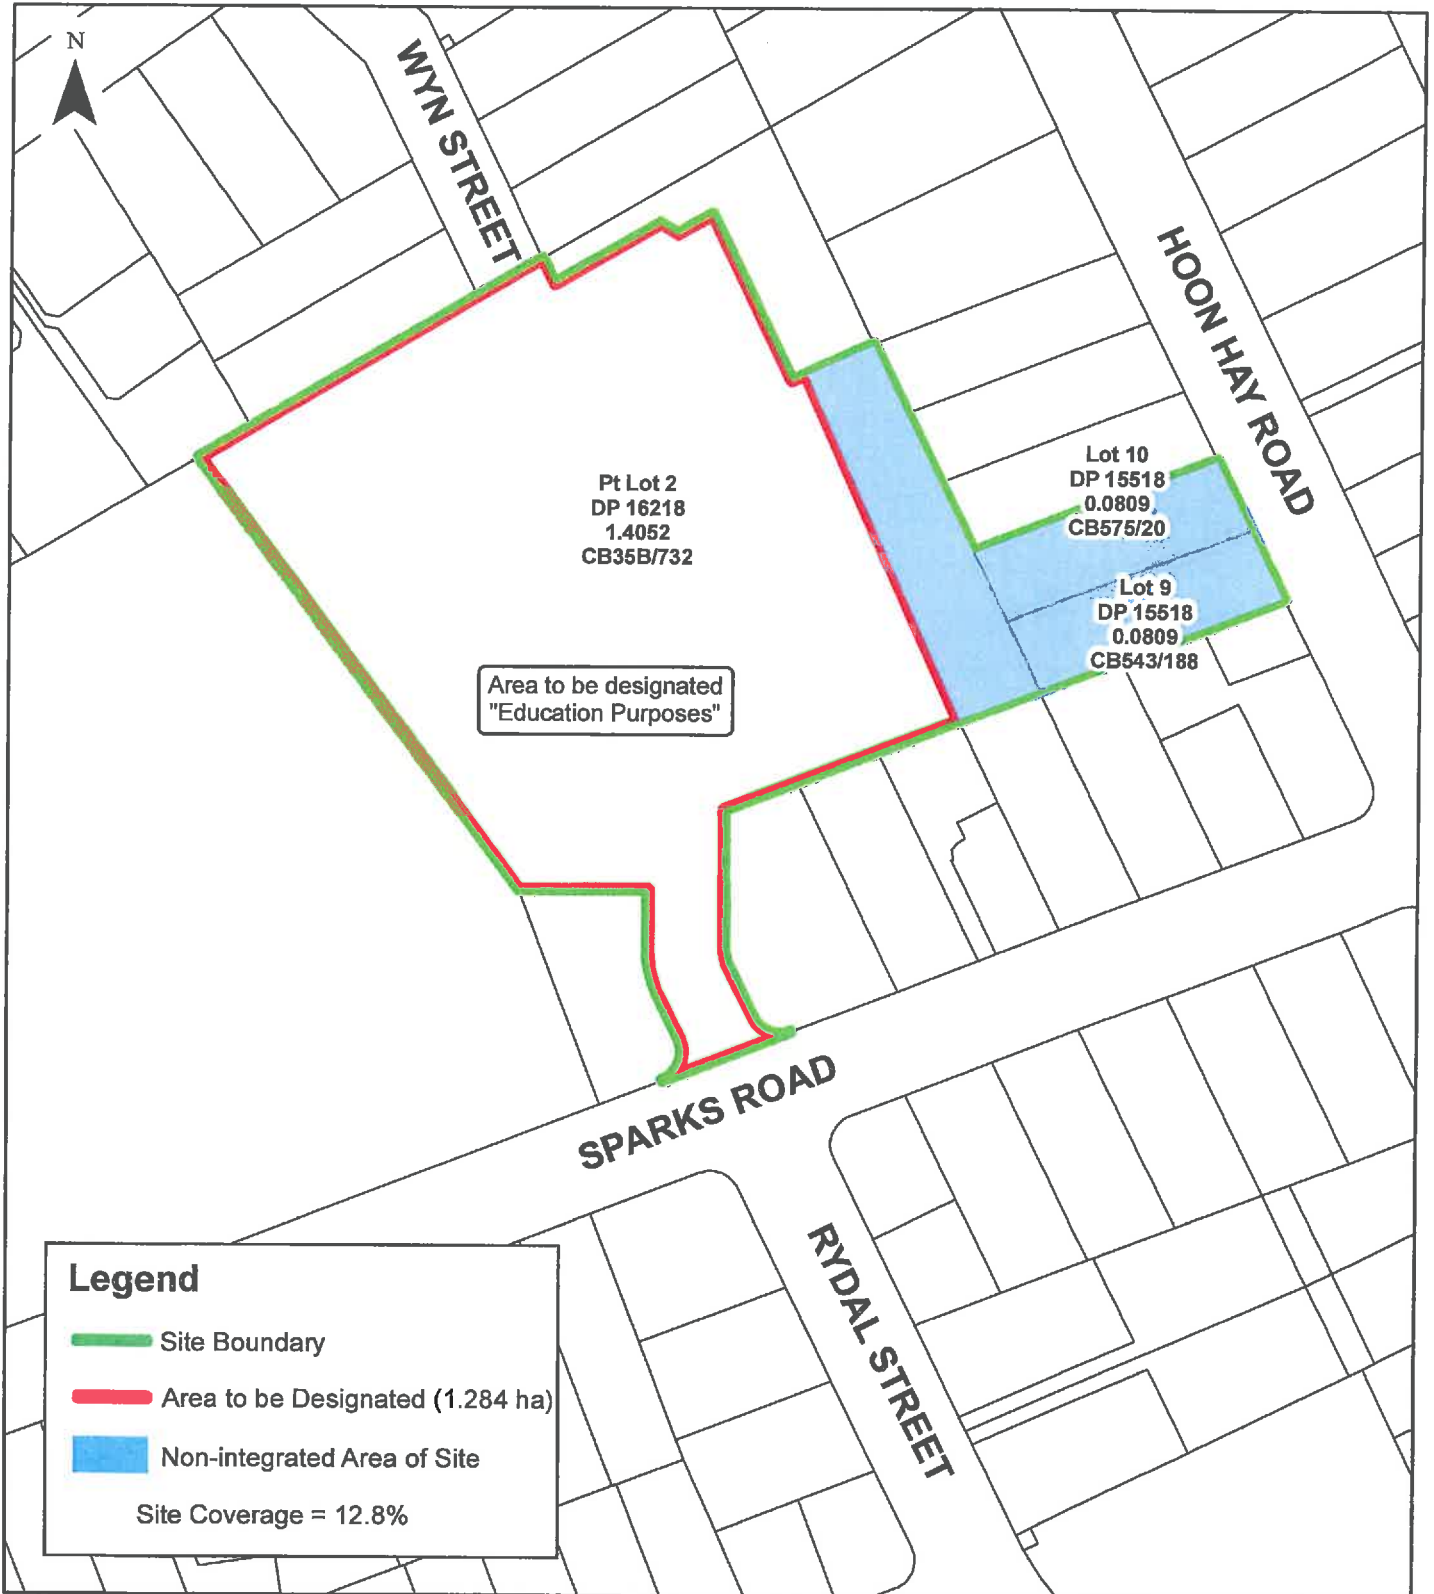 N
WYN STREET
HOON HAY ROAD
Lot 10
DP 15518
0.0809
CB575/20
Pt Lot 2
DP 16218
1.4052
CB35B/732
Lot 9
DP 15518
0.0809
CB543/188
Area to be designated
"Education Purposes"
SPARKS ROAD
RYDAL STREET
Legend
Site Boundary
Area to be Designated (1.284 ha)
Non-integrated Area of Site
Site Coverage = 12.8%